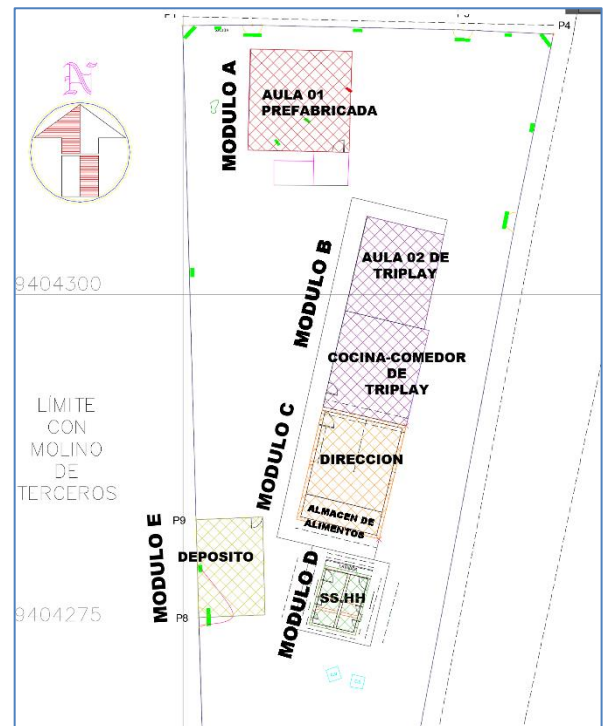 P4
N
MODULO A
AULA 01
PREFABRICADA
MODULO B
AULA 02 DE
TRIPLAY
9404300
COCINA-COMEDOR
DE
TRIPLAY
LÍMITE
CON
MOLINO
DE
TERCEROS
MODULO C
DIRECCION
ALMACEN DE
ALIMENTOS
P9
MODULO E
DEPOSITO
MODULO D
SS.HH
9404275
P8